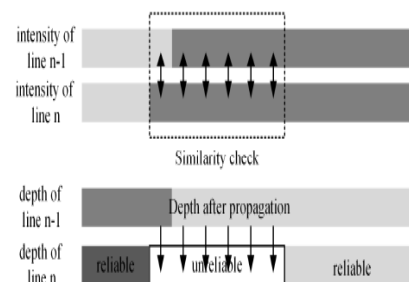 intensity of
line n-1
intensity of
line n
Similarity check
depth of
line n-1
Depth after propagation
depth of
line n
reliable
unreliable
reliable